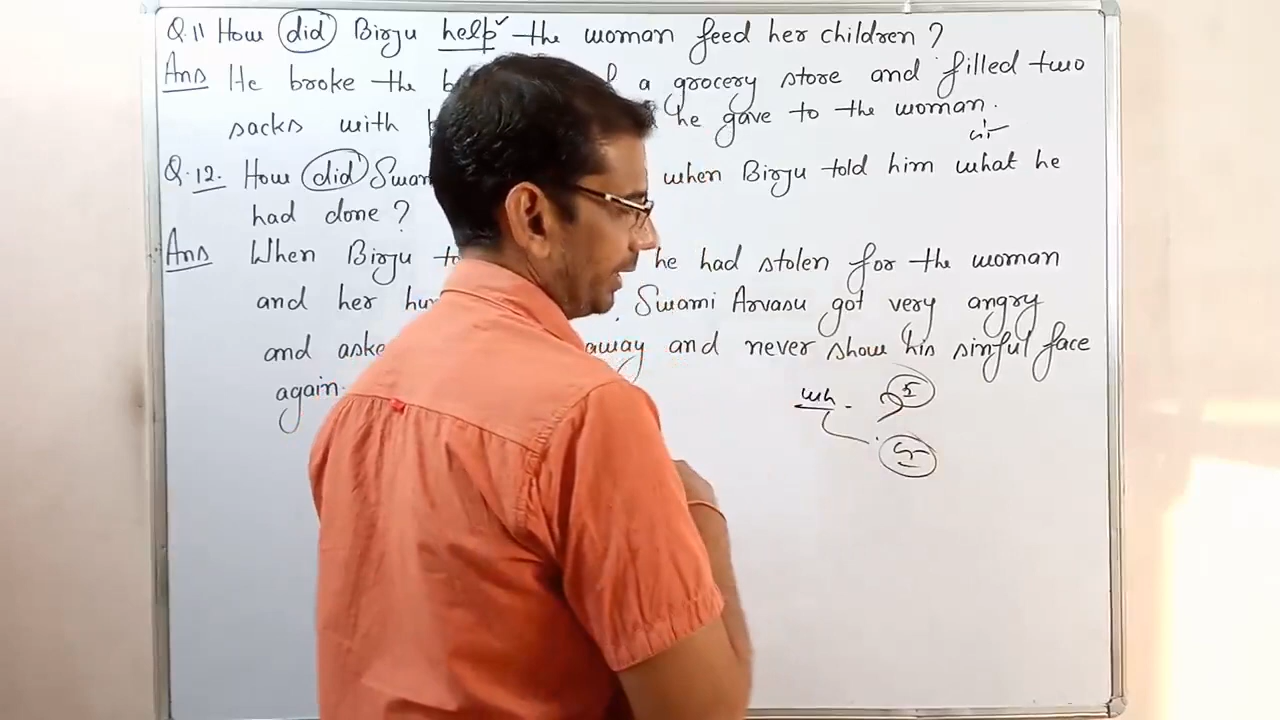 Q.11 How did Birju help the woman feed her children ?
Ans He broke the a grocery store and filled two
sacks with he gave to the woman.
Q.12. How did when Birju told him what he
had done ?
Ans When Birju he had stolen for the woman
and her Swami Arvasu got very angry
and away and never show his sinful face
again.
wh -